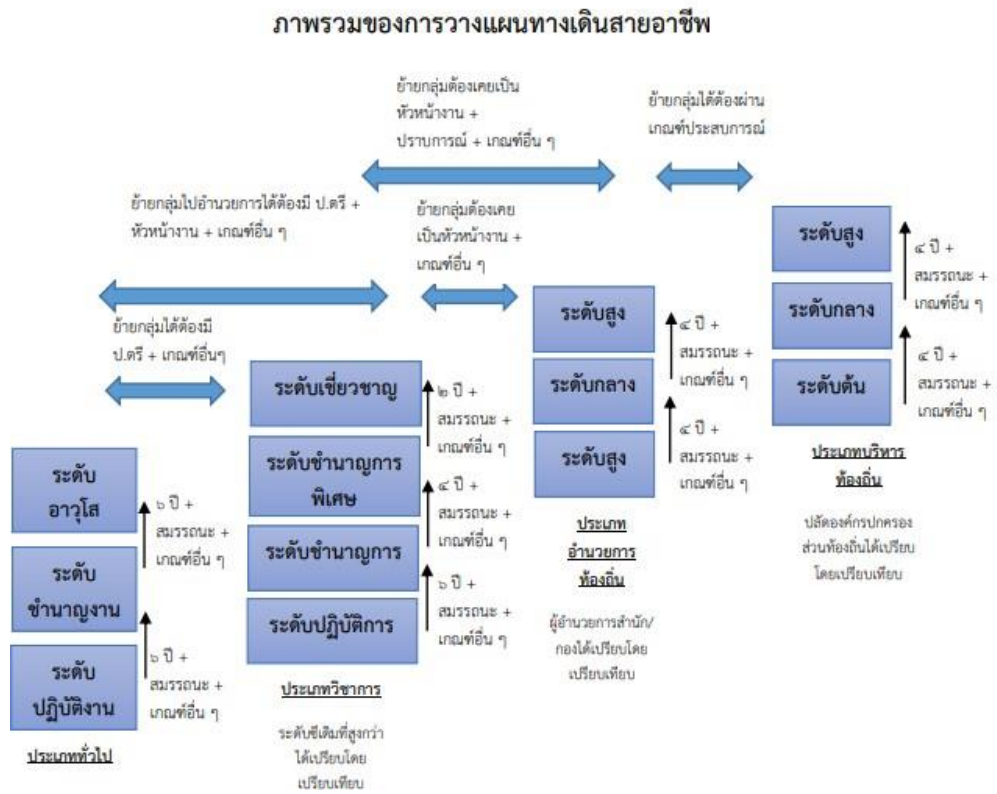 ภาพรวมของการวางแผนทางเดินสายอาชีพ
ย้ายกลุ่มต้องเคยเป็น
หัวหน้างาน +
ปราบการณ์ + เกณฑ์อื่น ๆ
ย้ายกลุ่มได้ต้องผ่าน
เกณฑ์ประสบการณ์
ย้ายกลุ่มไปอำนวยการได้ต้องมี ป.ตรี +
หัวหน้างาน + เกณฑ์อื่น ๆ
ย้ายกลุ่มต้องเคย
เป็นหัวหน้างาน +
เกณฑ์อื่น ๆ
ย้ายกลุ่มได้ต้องมี
ป.ตรี + เกณฑ์อื่นๆ
ระดับ
อาวุโส
ระดับ
ชำนาญงาน
ระดับ
ปฏิบัติงาน
๖ ปี +
สมรรถนะ +
เกณฑ์อื่น ๆ
๖ ปี +
สมรรถนะ +
เกณฑ์อื่น ๆ
ประเภททั่วไป
ระดับเชี่ยวชาญ
ระดับชำนาญการ
พิเศษ
ระดับชำนาญการ
ระดับปฏิบัติการ
๒ ปี +
สมรรถนะ +
เกณฑ์อื่น ๆ
๔ ปี +
สมรรถนะ +
เกณฑ์อื่น ๆ
๖ ปี +
สมรรถนะ +
เกณฑ์อื่น ๆ
ประเภทวิชาการ
ระดับซีเดิมที่สูงกว่า
ได้เปรียบโดย
เปรียบเทียบ
ระดับสูง
ระดับกลาง
ระดับสูง
๔ ปี +
สมรรถนะ +
เกณฑ์อื่น ๆ
๔ ปี +
สมรรถนะ +
เกณฑ์อื่น ๆ
ประเภท
อำนวยการ
ท้องถิ่น
ผู้อำนวยการสำนัก/
กองได้เปรียบโดย
เปรียบเทียบ
ระดับสูง
ระดับกลาง
ระดับต้น
๔ ปี +
สมรรถนะ +
เกณฑ์อื่น ๆ
๔ ปี +
สมรรถนะ +
เกณฑ์อื่น ๆ
ประเภทบริหาร
ท้องถิ่น
ปลัดองค์กรปกครอง
ส่วนท้องถิ่นได้เปรียบ
โดยเปรียบเทียบ